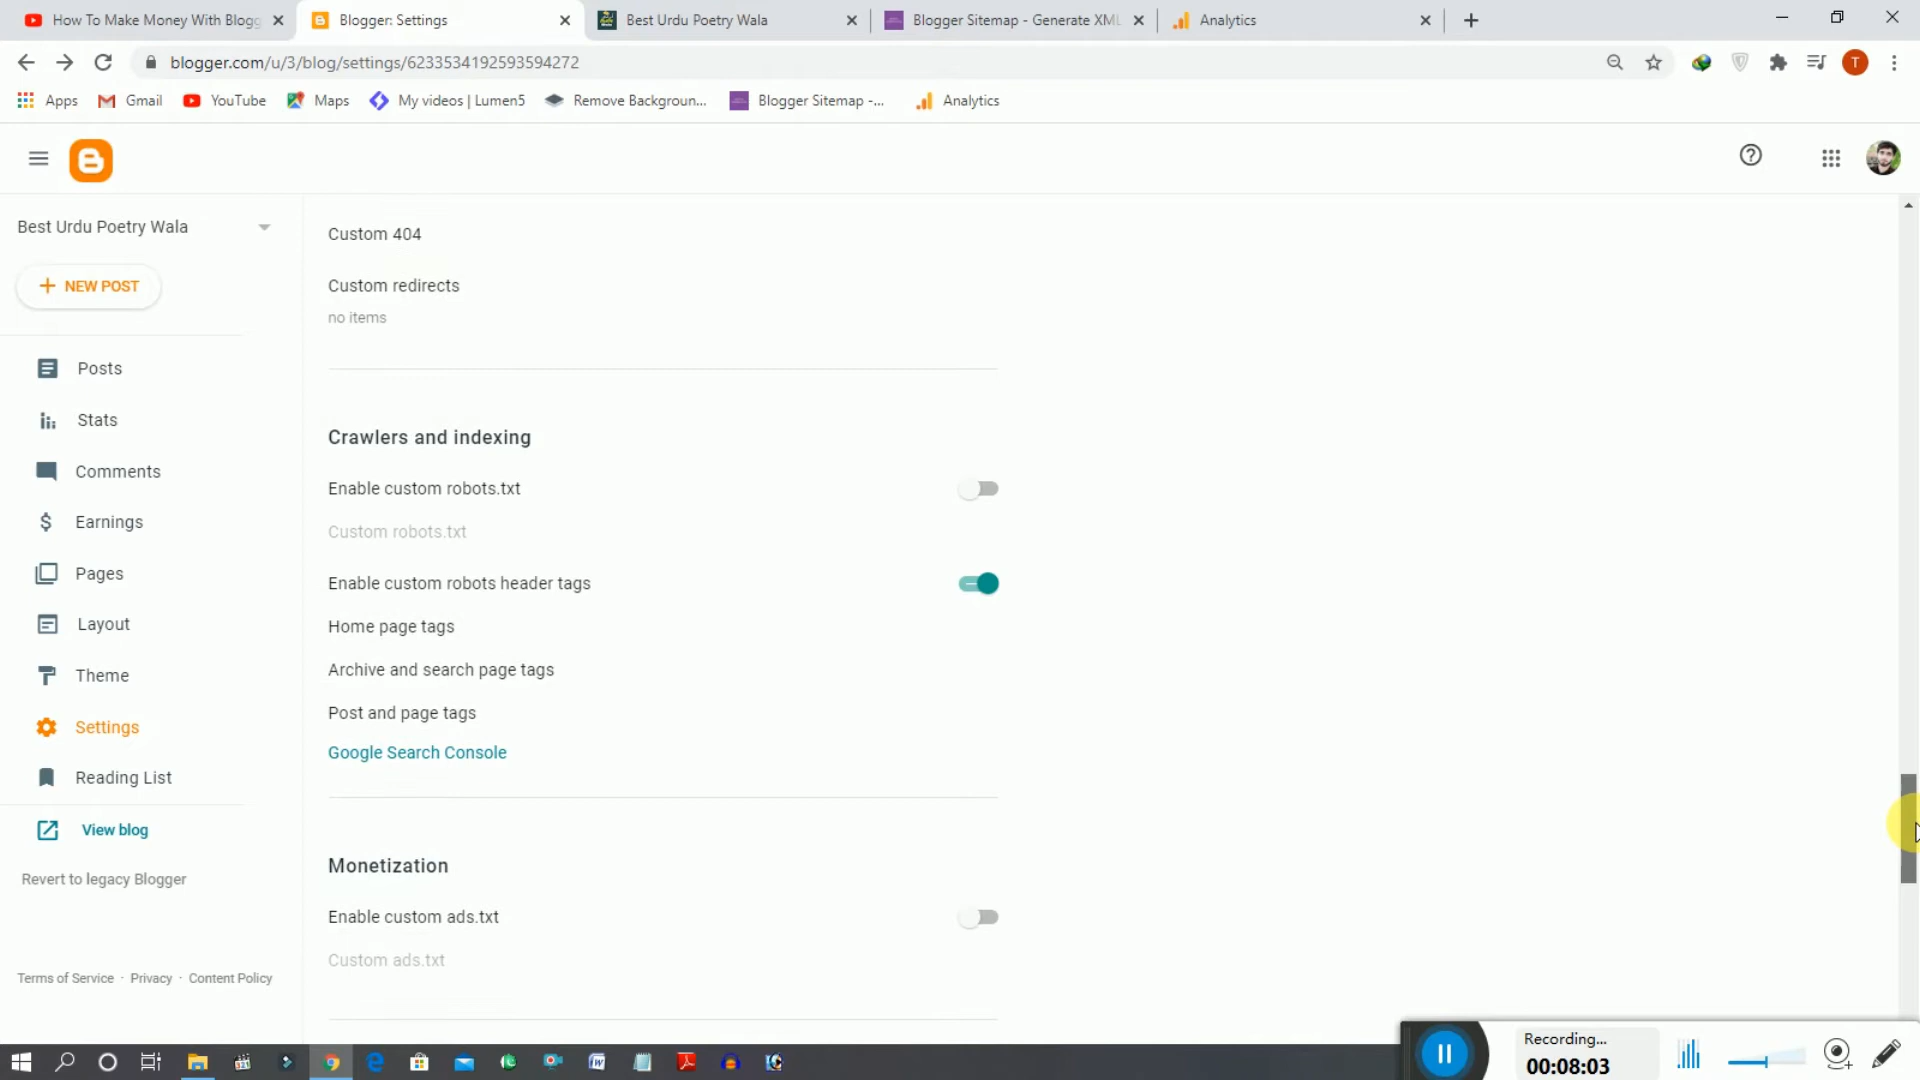 How To Make Money With Blogg
Blogger: Settings
Best Urdu Poetry Wala
Blogger Sitemap - Generate XML
Analytics
blogger.com/u/3/blog/settings/6233534192593594272
T
Apps
Gmail
YouTube
Maps
My videos | Lumen5
Remove Backgroun...
Blogger Sitemap -...
Analytics
Best Urdu Poetry Wala
NEW POST
Posts
Stats
Comments
Earnings
Pages
Layout
Theme
Settings
Reading List
View blog
Revert to legacy Blogger
Terms of Service · Privacy · Content Policy
Custom 404
Custom redirects
no items
Crawlers and indexing
Enable custom robots.txt
Custom robots.txt
Enable custom robots header tags
Home page tags
Archive and search page tags
Post and page tags
Google Search Console
Monetization
Enable custom ads.txt
Custom ads.txt
Recording...
00:08:03